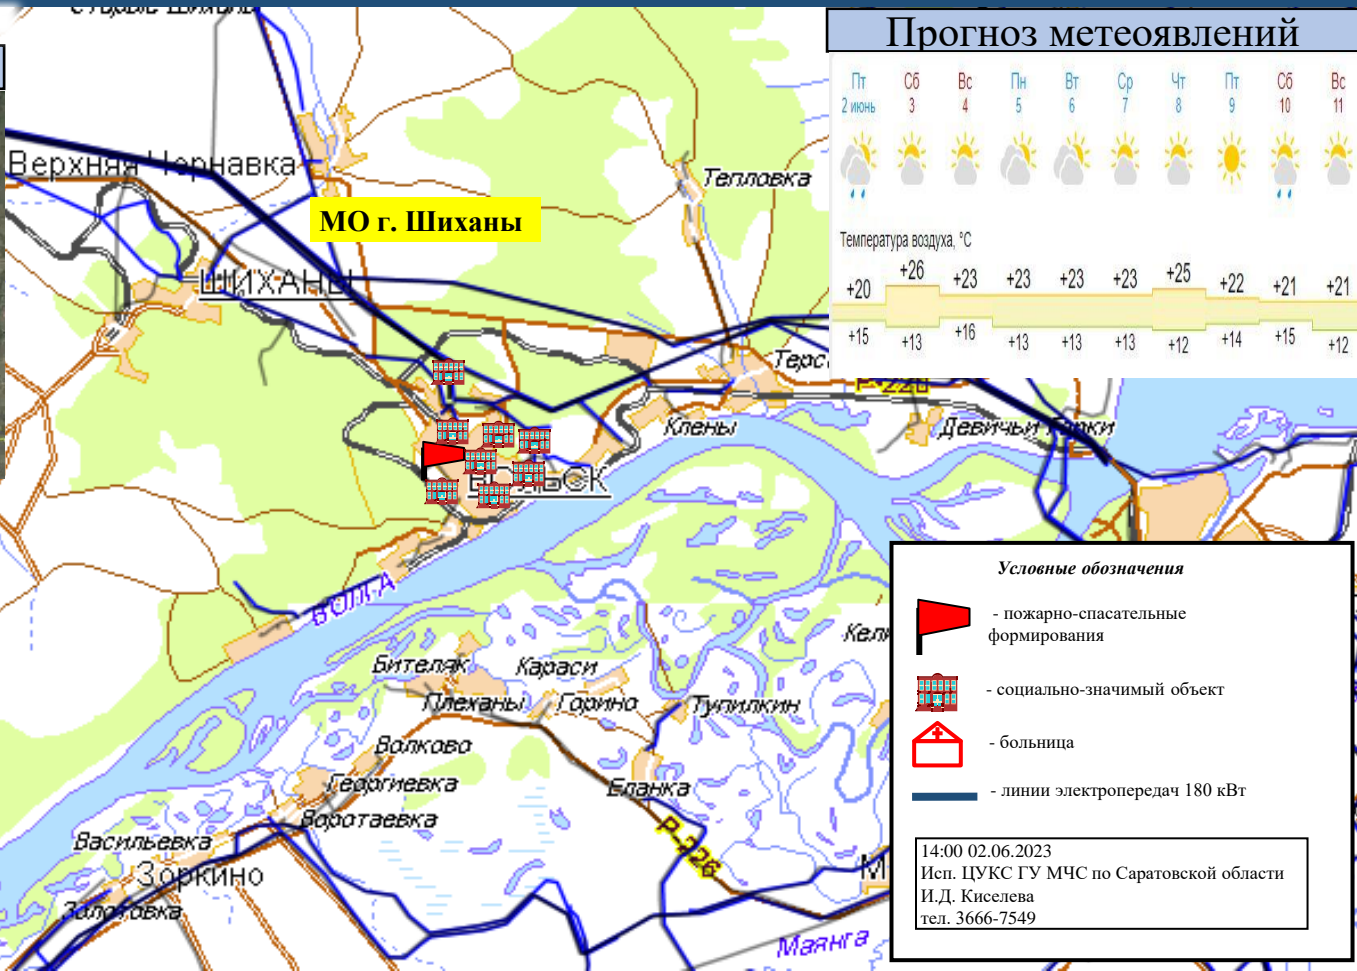 Старые Шиханы
Прогноз метеоявлений
Пт Сб Вс Пн Вт Ср Чт Пт Сб Вс
2 июнь 3 4 5 6 7 8 9 10 11
Температура воздуха, °С
+20 +26 +23 +23 +23 +23 +25 +22 +21 +21
+15 +13 +16 +13 +13 +13 +12 +14 +15 +12
Верхняя Чернавка
Тепловка
МО г. Шиханы
ШИХАНЫ
Терс
Р-226
Клены
Девичьи Горки
ВОЛЬСК
ВОЛГА
Бителяк
Караси
Плеханы
Горино
Тупилкин
Волково
Георгиевка
Еланка
Воротаевка
Васильевка
Р-226
Зоркино
Золотовка
М
Маянга
Условные обозначения
- пожарно-спасательные
формирования
- социально-значимый объект
- больница
- линии электропередач 180 кВт
14:00 02.06.2023
Исп. ЦУКС ГУ МЧС по Саратовской области
И.Д. Киселева
тел. 3666-7549